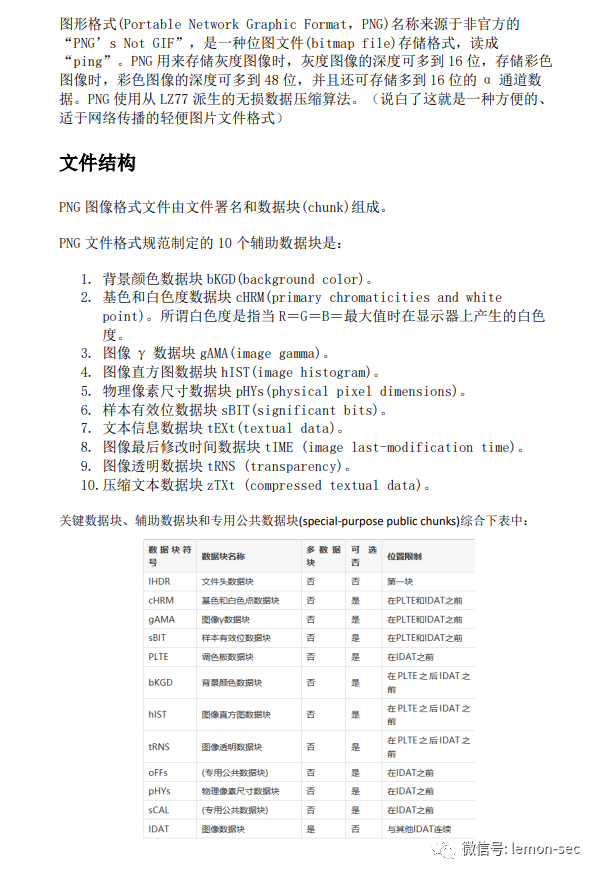 图形格式(Portable Network Graphic Format，PNG)名称来源于非官方的
“PNG’s Not GIF”，是一种位图文件(bitmap file)存储格式，读成
“ping”。PNG 用来存储灰度图像时，灰度图像的深度可多到 16 位，存储彩色
图像时，彩色图像的深度可多到 48 位，并且还可存储多到 16 位的 α 通道数
据。PNG 使用从 LZ77 派生的无损数据压缩算法。（说白了这就是一种方便的、
适于网络传播的轻便图片文件格式）
文件结构
PNG 图像格式文件由文件署名和数据块(chunk)组成。
PNG 文件格式规范制定的 10 个辅助数据块是：
1. 背景颜色数据块 bKGD(background color)。
2. 基色和白色度数据块 cHRM(primary chromaticities and white
point)。所谓白色度是指当 R＝G＝B＝最大值时在显示器上产生的白色
度。
3. 图像 γ 数据块 gAMA(image gamma)。
4. 图像直方图数据块 hIST(image histogram)。
5. 物理像素尺寸数据块 pHYs(physical pixel dimensions)。
6. 样本有效位数据块 sBIT(significant bits)。
7. 文本信息数据块 tEXt(textual data)。
8. 图像最后修改时间数据块 tIME (image last-modification time)。
9. 图像透明数据块 tRNS (transparency)。
10. 压缩文本数据块 zTXt (compressed textual data)。
关键数据块、辅助数据块和专用公共数据块(special-purpose public chunks)综合下表中：
数据块符号 数据块名称 多数据块 可选否 位置限制
IHDR 文件头数据块 否 否 第一块
cHRM 基色和白色点数据块 否 是 在PLTE和IDAT之前
gAMA 图像γ数据块 否 是 在PLTE和IDAT之前
sBIT 样本有效位数据块 否 是 在PLTE和IDAT之前
PLTE 调色板数据块 否 是 在IDAT之前
bKGD 背景颜色数据块 否 是 在PLTE之后IDAT之前
hIST 图像直方图数据块 否 是 在PLTE之后IDAT之前
tRNS 图像透明数据块 否 是 在PLTE之后IDAT之前
oFFs (专用公共数据块) 否 是 在IDAT之前
pHYs 物理像素尺寸数据块 否 是 在IDAT之前
sCAL (专用公共数据块) 否 是 在IDAT之前
IDAT 图像数据块 是 否 与其他IDAT连续
微信号: lemon-sec